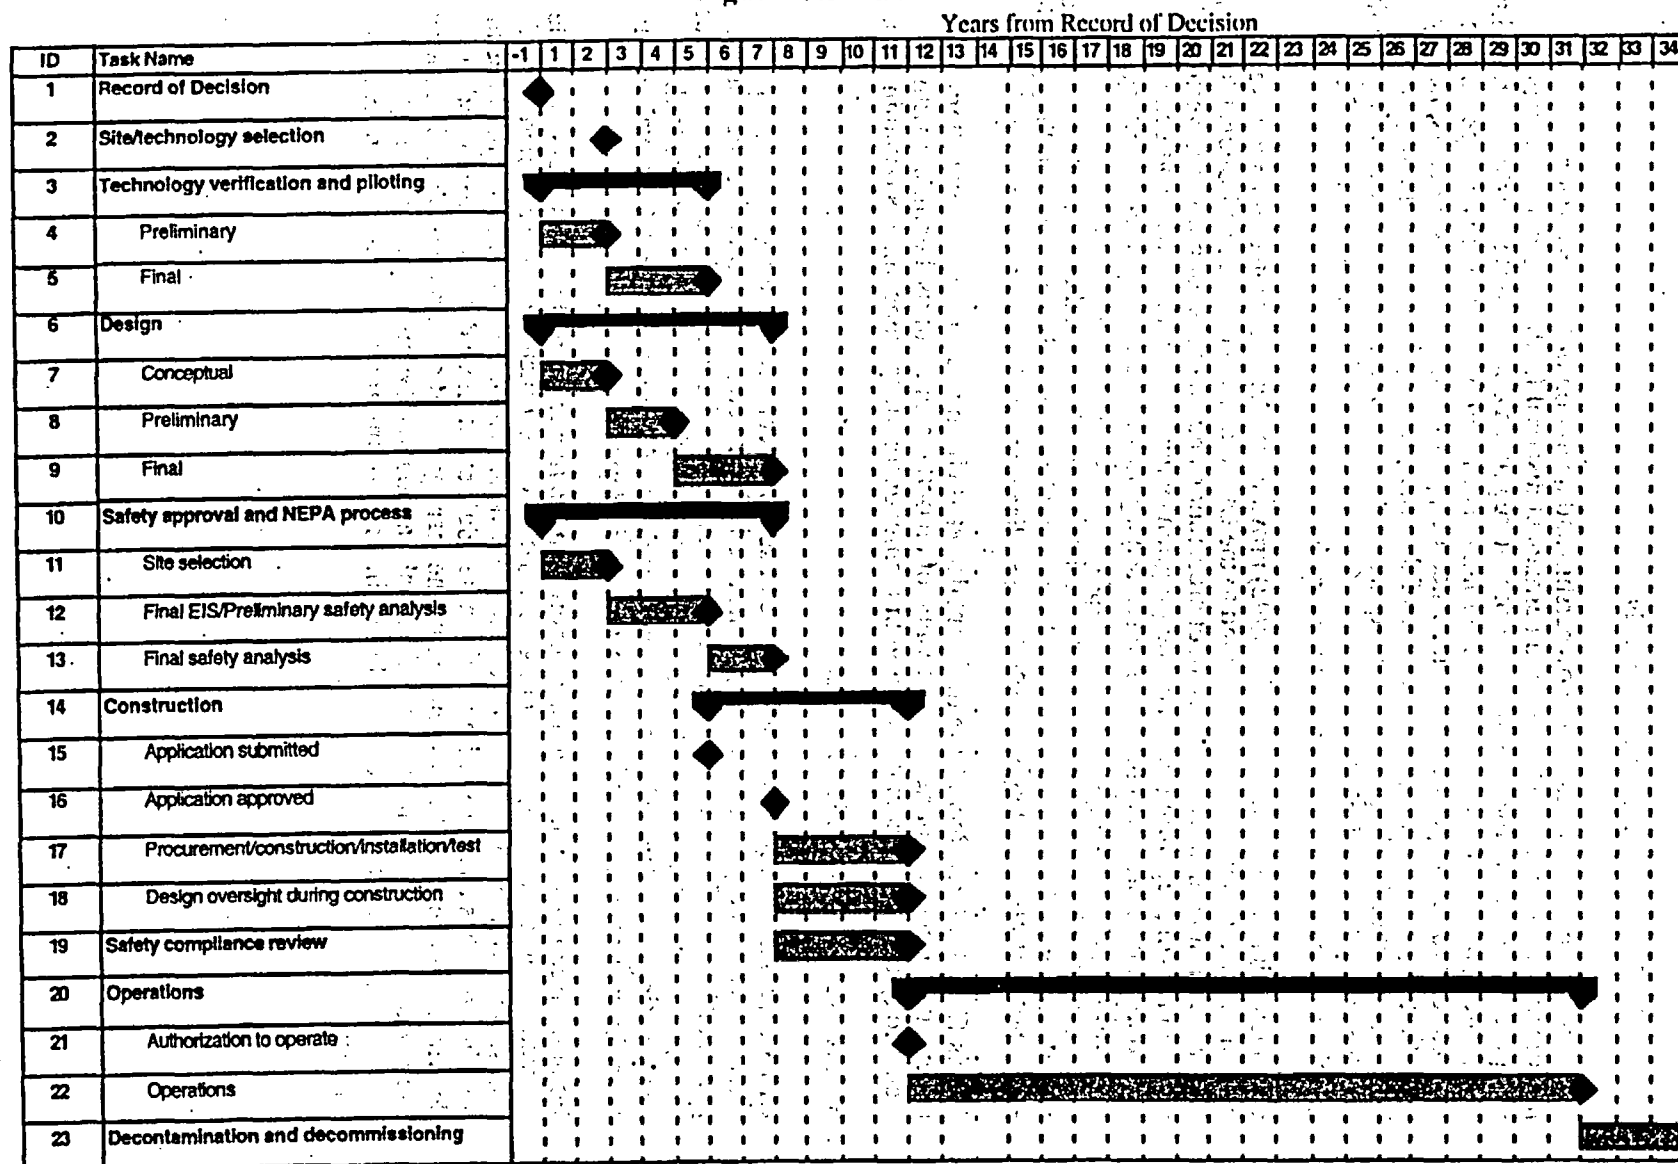 Years from Record of Decision
ID Task Name -1 1 2 3 4 5 6 7 8 9 10 11 12 13 14 15 16 17 18 19 20 21 22 23 24 25 26 27 28 29 30 31 32 33 34
1 Record of Decision
2 Site/technology selection
3 Technology verification and piloting
4 Preliminary
5 Final
6 Design
7 Conceptual
8 Preliminary
9 Final
10 Safety approval and NEPA process
11 Site selection
12 Final EIS/Preliminary safety analysis
13 Final safety analysis
14 Construction
15 Application submitted
16 Application approved
17 Procurement/construction/installation/test
18 Design oversight during construction
19 Safety compliance review
20 Operations
21 Authorization to operate
22 Operations
23 Decontamination and decommissioning